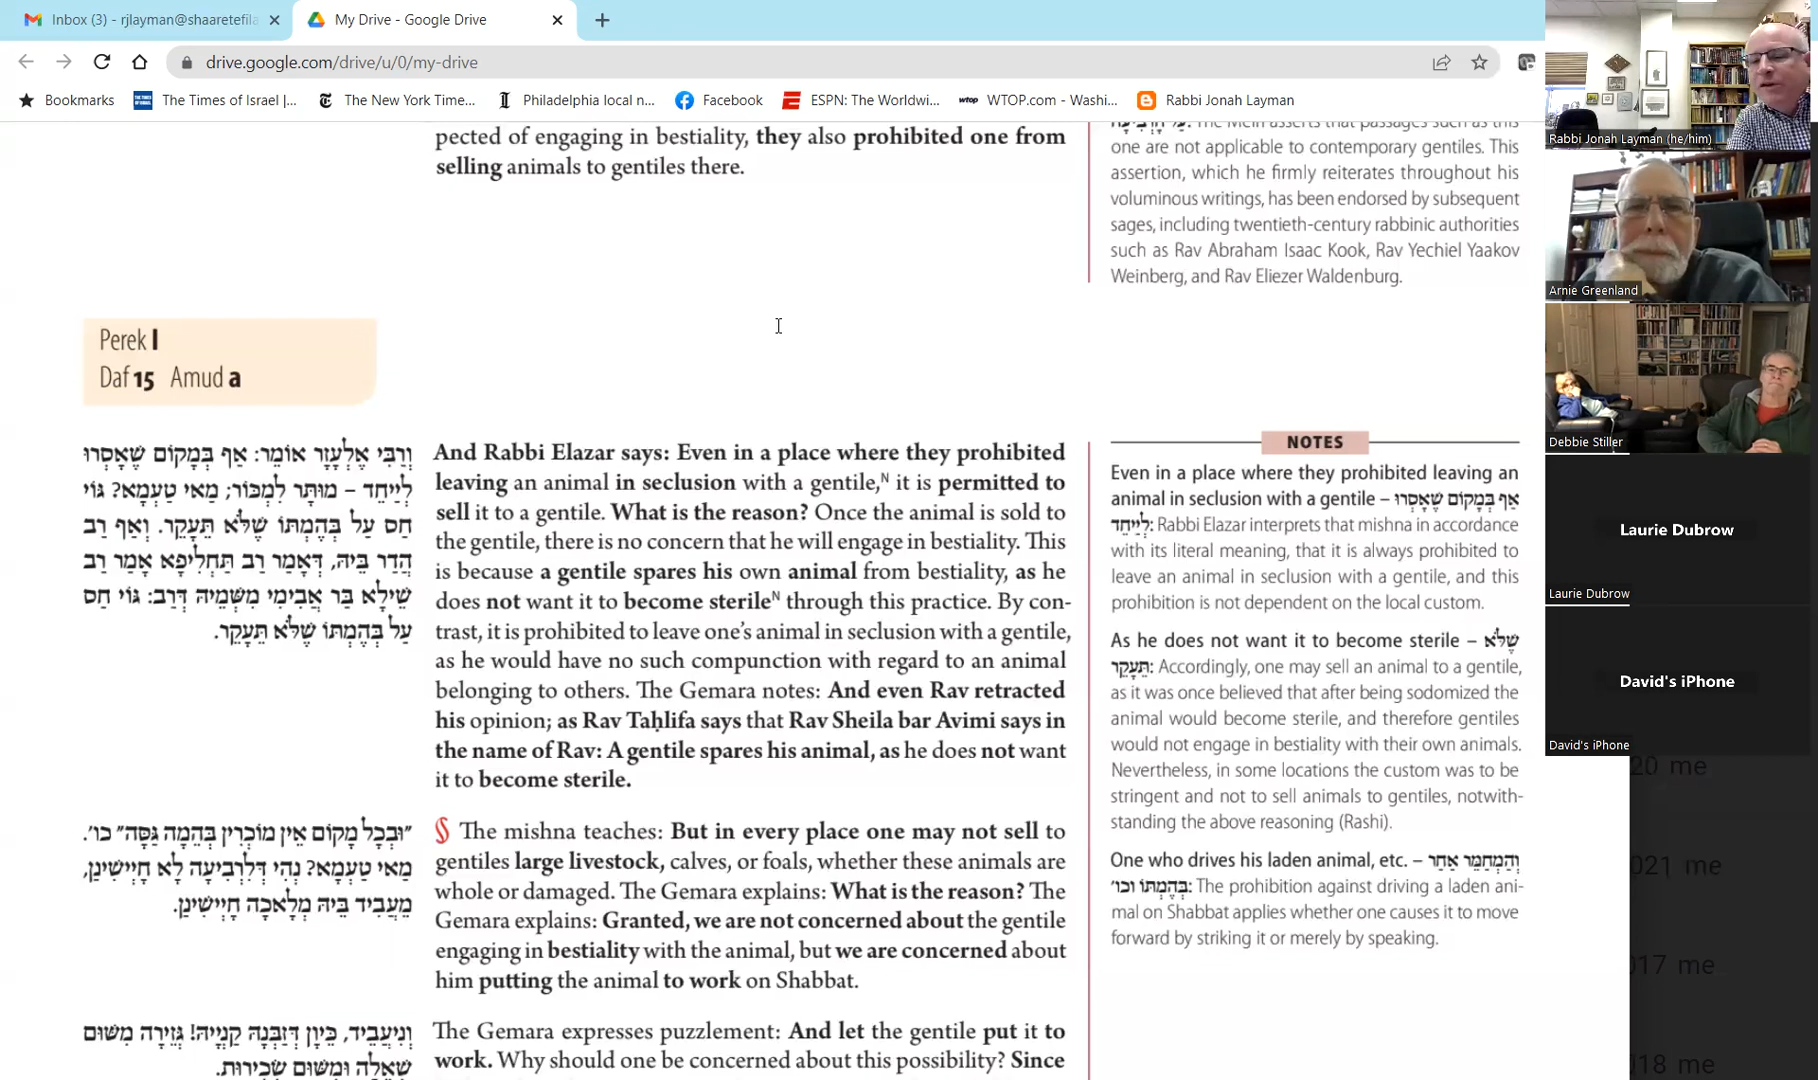 Inbox (3) - rjlayman@shaaretefila
My Drive - Google Drive
drive.google.com/drive/u/0/my-drive
Bookmarks
The Times of Israel |...
The New York Time...
Philadelphia local n...
Facebook
ESPN: The Worldwi...
WTOP.com - Washi...
Rabbi Jonah Layman
pected of engaging in bestiality, they also prohibited one from
selling animals to gentiles there.
one are not applicable to contemporary gentiles. This
assertion, which he firmly reiterates throughout his
voluminous writings, has been endorsed by subsequent
sages, including twentieth-century rabbinic authorities
such as Rav Abraham Isaac Kook, Rav Yechiel Yaakov
Weinberg, and Rav Eliezer Waldenburg.
Perek I
Daf 15 Amud a
וְרַבִּי אֶלְעָזָר אוֹמֵר: אַף בְּמָקוֹם שֶׁאָסְרוּ
לְיַיחֵד – מוּתָּר לִמְכּוֹר; מַאי טַעְמָא? גּוֹי
חָס עַל בְּהֶמְתּוֹ שֶׁלֹּא תֵּעָקֵר. וְאַף רַב
הֲדַר בֵּיהּ, דְּאָמַר רַב תַּחְלִיפָא אָמַר רַב
שֵׁילָא בַּר אֲבִימִי מִשְּׁמֵיהּ דְּרַב: גּוֹי חָס
עַל בְּהֶמְתּוֹ שֶׁלֹּא תֵּעָקֵר.
And Rabbi Elazar says: Even in a place where they prohibited
leaving an animal in seclusion with a gentile,N it is permitted to
sell it to a gentile. What is the reason? Once the animal is sold to
the gentile, there is no concern that he will engage in bestiality. This
is because a gentile spares his own animal from bestiality, as he
does not want it to become sterileN through this practice. By con-
trast, it is prohibited to leave one's animal in seclusion with a gentile,
as he would have no such compunction with regard to an animal
belonging to others. The Gemara notes: And even Rav retracted
his opinion; as Rav Taḥlifa says that Rav Sheila bar Avimi says in
the name of Rav: A gentile spares his animal, as he does not want
it to become sterile.
״וּבְכָל מָקוֹם אֵין מוֹכְרִין בְּהֵמָה גַּסָּה״ כו׳.
מַאי טַעְמָא? נְהִי דְּלִרְבִיעָה לָא חָיְישִׁינַן,
מֵעֲבִיד בֵּיהּ מְלָאכָה חָיְישִׁינַן.
§ The mishna teaches: But in every place one may not sell to
gentiles large livestock, calves, or foals, whether these animals are
whole or damaged. The Gemara explains: What is the reason? The
Gemara explains: Granted, we are not concerned about the gentile
engaging in bestiality with the animal, but we are concerned about
him putting the animal to work on Shabbat.
וְנִיעֲבֵיד, כֵּיוָן דְּזַבְּנַהּ קַנְיַיהּ! גְּזֵירָה מִשּׁוּם
שְׁאֵלָה וּמִשּׁוּם שְׂכִירוּת.
The Gemara expresses puzzlement: And let the gentile put it to
work. Why should one be concerned about this possibility? Since
NOTES
Even in a place where they prohibited leaving an
animal in seclusion with a gentile – אַף בְּמָקוֹם שֶׁאָסְרוּ
לְיַיחֵד: Rabbi Elazar interprets that mishna in accordance
with its literal meaning, that it is always prohibited to
leave an animal in seclusion with a gentile, and this
prohibition is not dependent on the local custom.
As he does not want it to become sterile – שֶׁלֹּא
תֵּעָקֵר: Accordingly, one may sell an animal to a gentile,
as it was once believed that after being sodomized the
animal would become sterile, and therefore gentiles
would not engage in bestiality with their own animals.
Nevertheless, in some locations the custom was to be
stringent and not to sell animals to gentiles, notwith-
standing the above reasoning (Rashi).
One who drives his laden animal, etc. – וְהַמְחַמֵּר אַחַר
בְּהֶמְתּוֹ וכו׳: The prohibition against driving a laden ani-
mal on Shabbat applies whether one causes it to move
forward by striking it or merely by speaking.
Rabbi Jonah Layman (he/him)
Arnie Greenland
Debbie Stiller
Laurie Dubrow
Laurie Dubrow
David's iPhone
David's iPhone
20 me
021 me
017 me
018 me